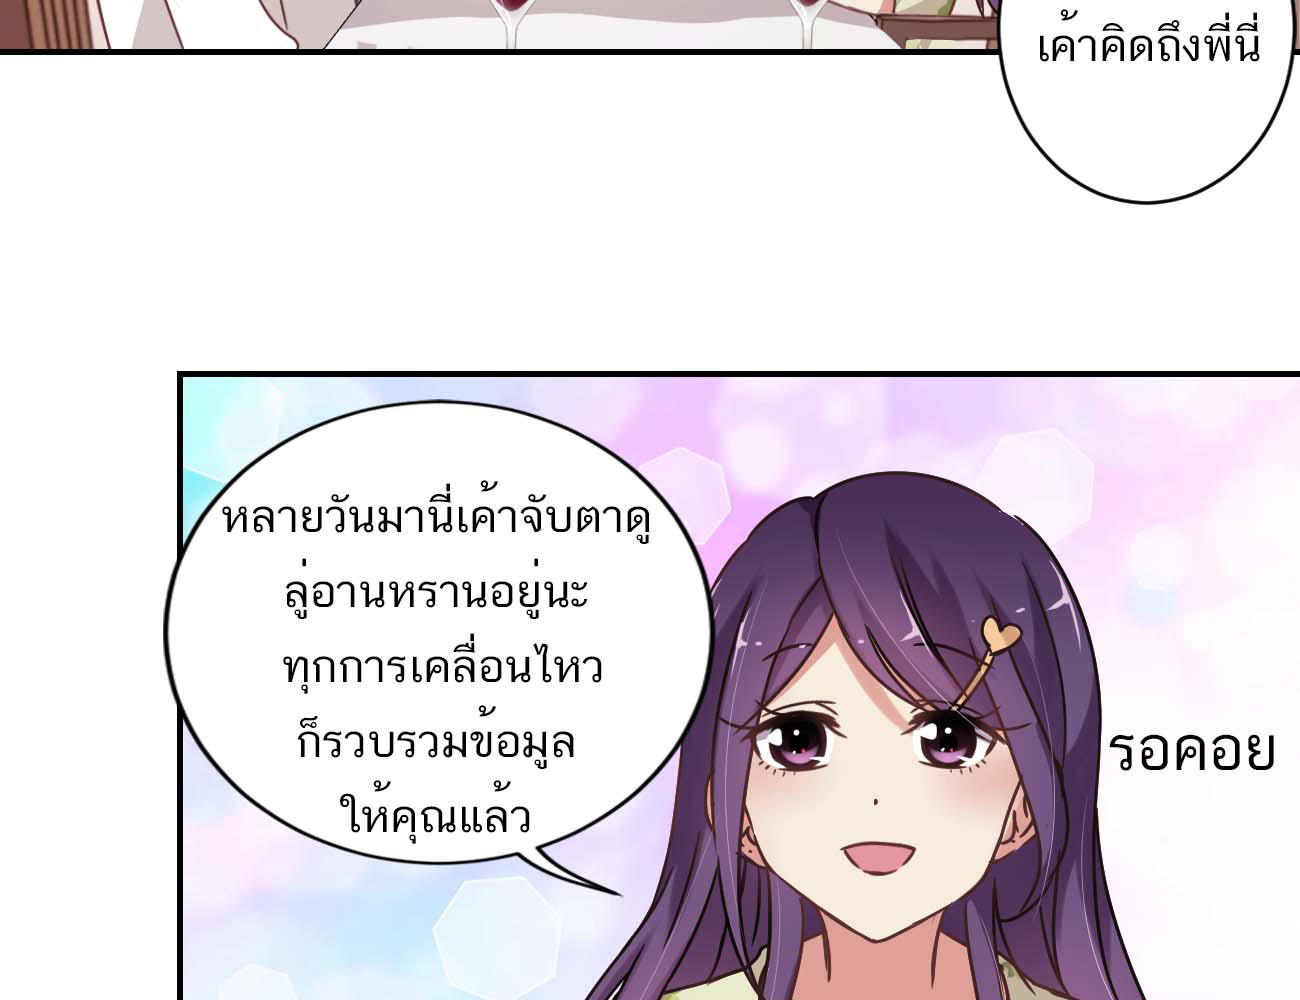 เค้าคิดถึงพี่นี่
หลายวันมานี่เค้าจับตาดู
ลู่อานหรานอยู่นะ
ทุกการเคลื่อนไหว
ก็รวบรวมข้อมูล
ให้คุณแล้ว
รอคอย